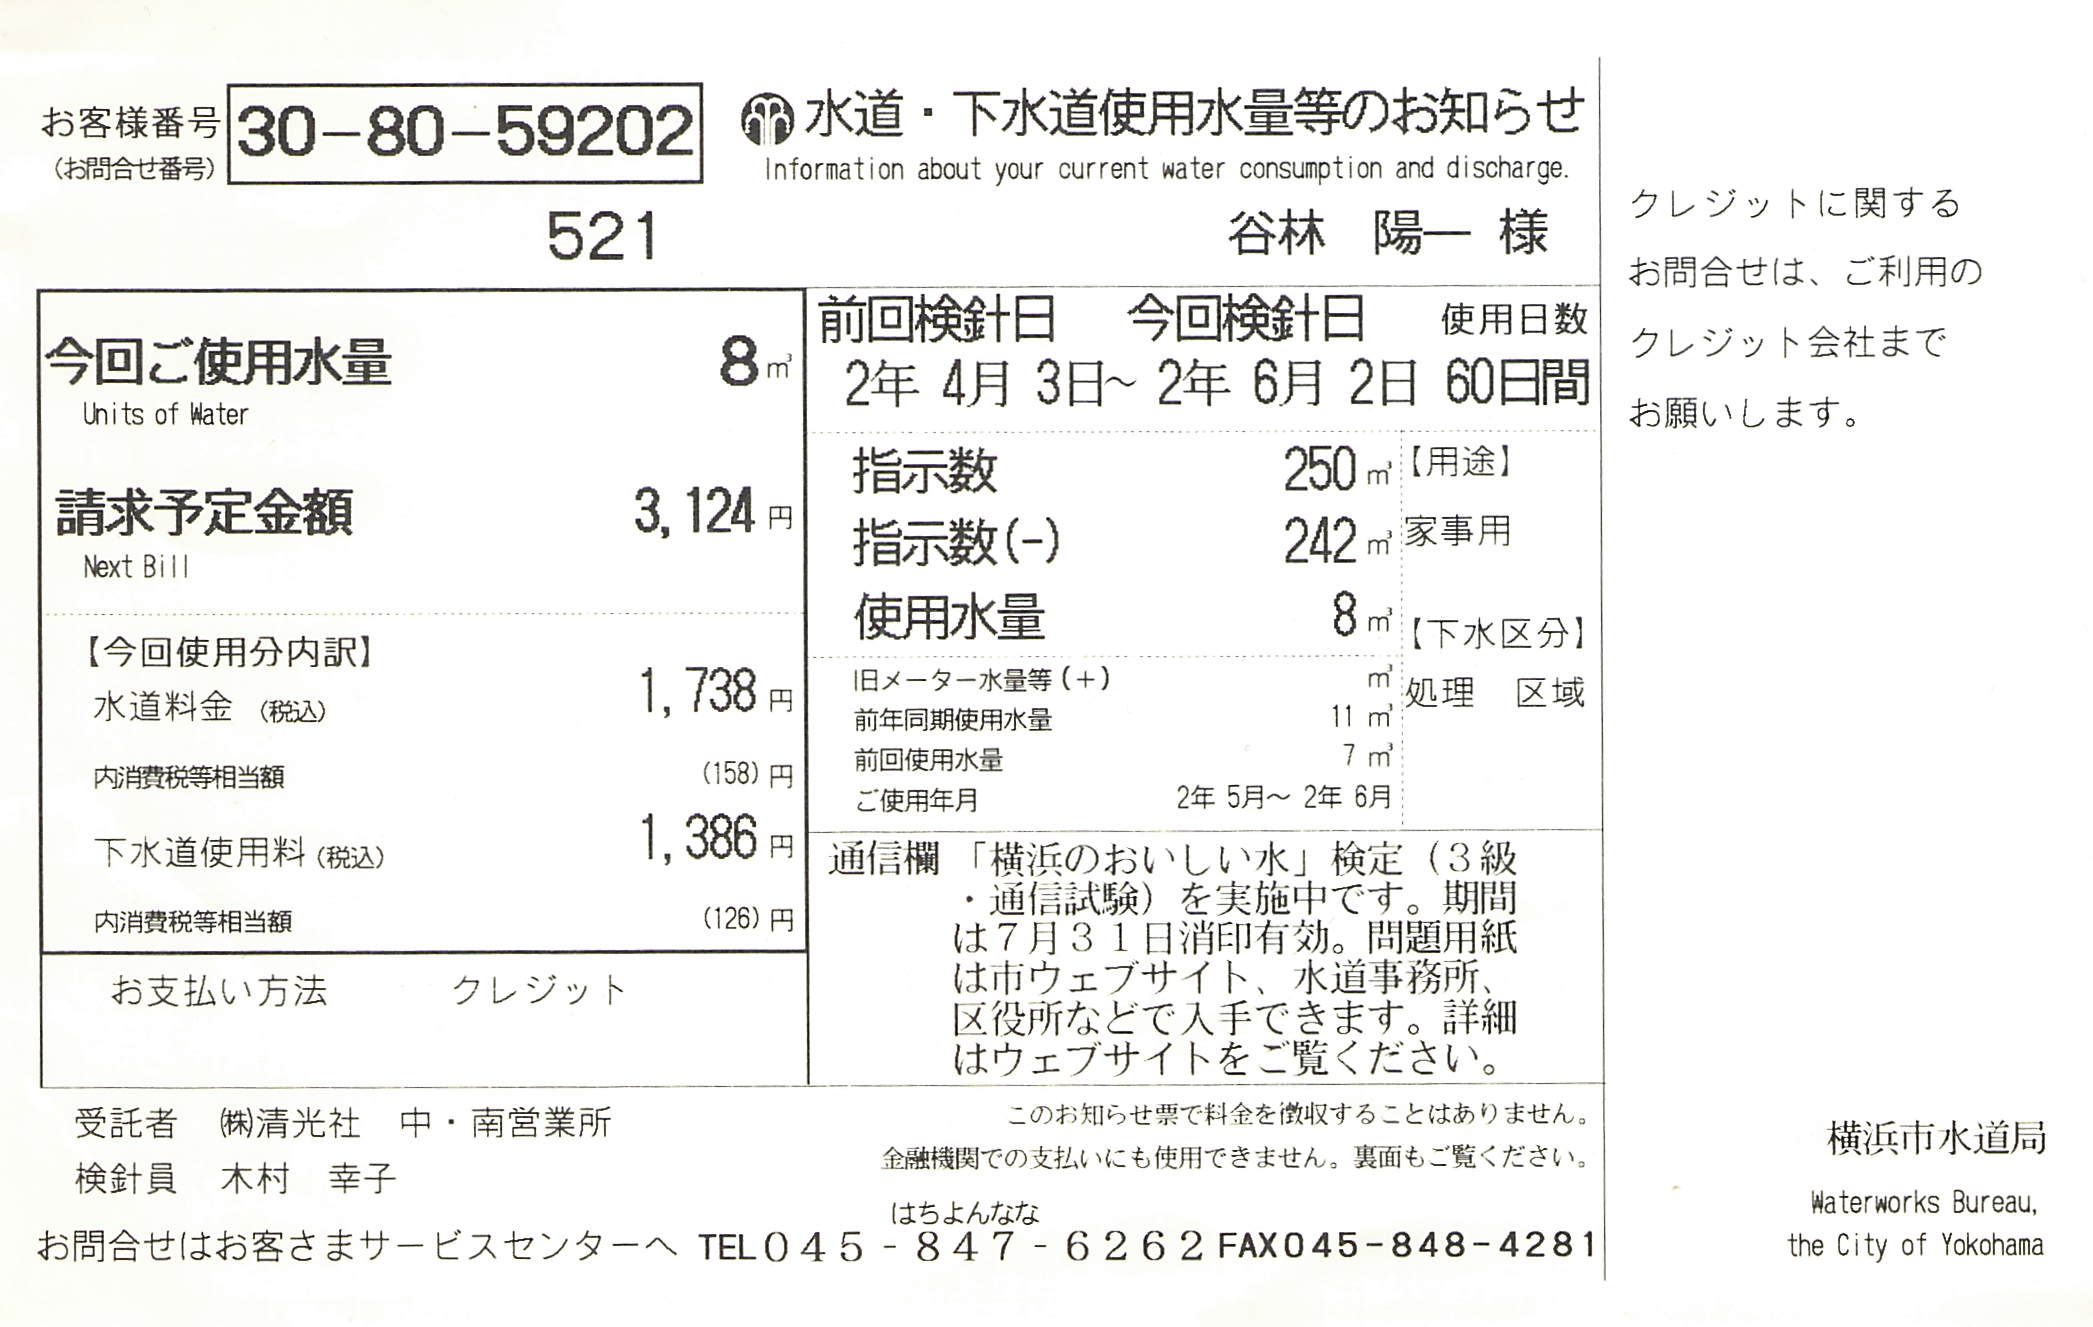 お客様番号 30-80-59202
(お問合せ番号)
521
水道・下水道使用水量等のお知らせ
Information about your current water consumption and discharge.
谷林 陽一 様
今回ご使用水量 8㎥
Units of Water
請求予定金額 3,124円
Next Bill
【今回使用分内訳】
水道料金 (税込) 1,738円
内消費税等相当額 (158)円
下水道使用料(税込) 1,386円
内消費税等相当額 (126)円
お支払い方法 クレジット
前回検針日 今回検針日 使用日数
2年 4月 3日~ 2年 6月 2日 60日間
指示数 250㎥
指示数(-) 242㎥
使用水量 8㎥
旧メーター水量等(+) ㎥
前年同期使用水量 11㎥
前回使用水量 7㎥
ご使用年月 2年 5月~ 2年 6月
【用途】
家事用
【下水区分】
処理 区域
通信欄 「横浜のおいしい水」検定(3級
・通信試験)を実施中です。期間
は7月31日消印有効。問題用紙
は市ウェブサイト、水道事務所、
区役所などで入手できます。詳細
はウェブサイトをご覧ください。
受託者 ㈱清光社 中・南営業所
検針員 木村 幸子
このお知らせ票で料金を徴収することはありません。
金融機関での支払いにも使用できません。裏面もご覧ください。
はちよんなな
お問合せはお客さまサービスセンターへ TEL045-847-6262 FAX045-848-4281
クレジットに関する
お問合せは、ご利用の
クレジット会社まで
お願いします。
横浜市水道局
Waterworks Bureau,
the City of Yokohama